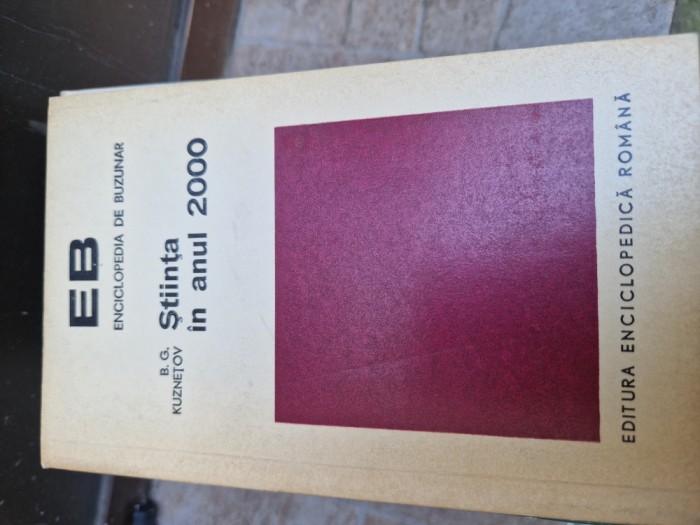 EB
ENCICLOPEDIA DE BUZUNAR
B. G.
KUZNEȚOV
Știința
în anul 2000
EDITURA ENCICLOPEDICĂ ROMÂNĂ